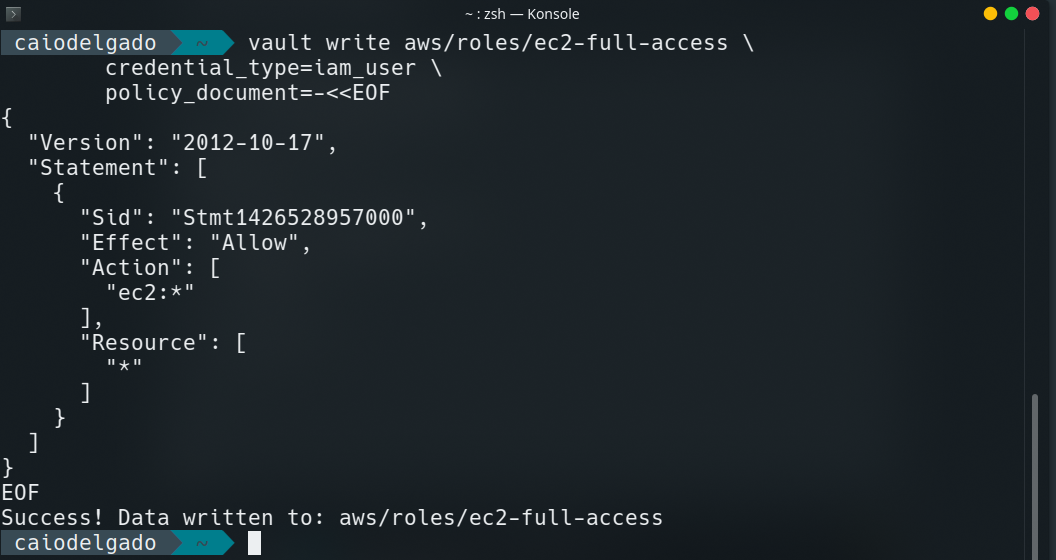 ~ : zsh — Konsole
caiodelgado ~ vault write aws/roles/ec2-full-access \
        credential_type=iam_user \
        policy_document=-<<EOF
{
  "Version": "2012-10-17",
  "Statement": [
    {
      "Sid": "Stmt1426528957000",
      "Effect": "Allow",
      "Action": [
        "ec2:*"
      ],
      "Resource": [
        "*"
      ]
    }
  ]
}
EOF
Success! Data written to: aws/roles/ec2-full-access
caiodelgado ~